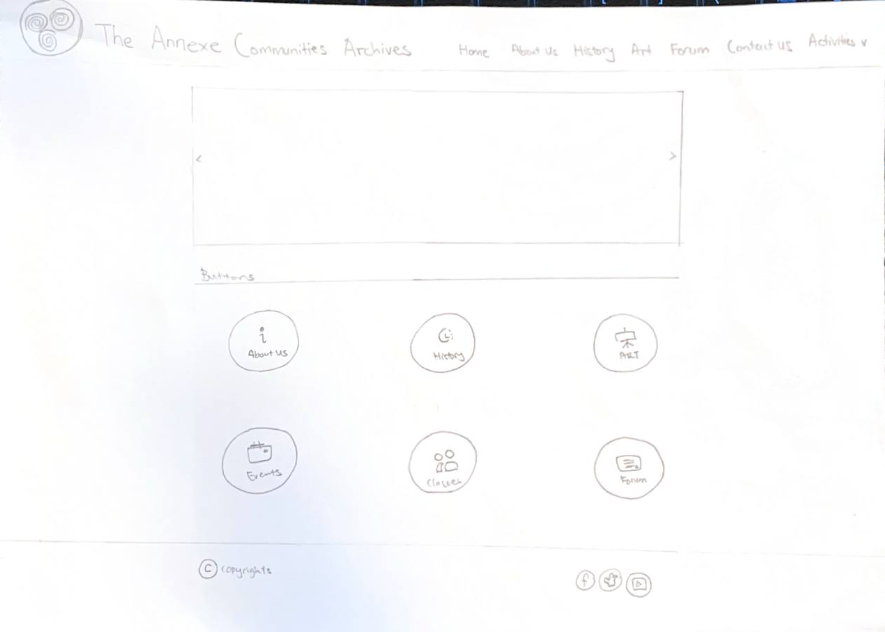 The Annexe Communities Archives Home About Us History Art Forum Contact US Activities v
< >
Buttons
i
About US History ART
Events Classes Forum
C copyrights f